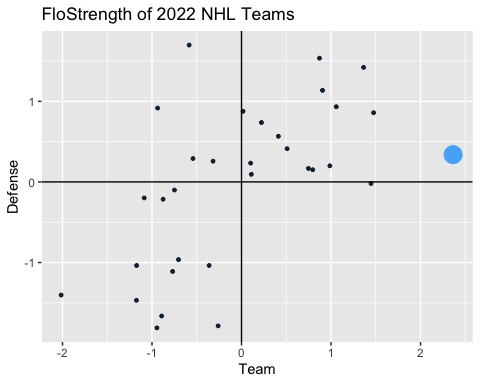 FloStrength of 2022 NHL Teams
Defense
1
0
-1
-2 -1 0 1 2
Team